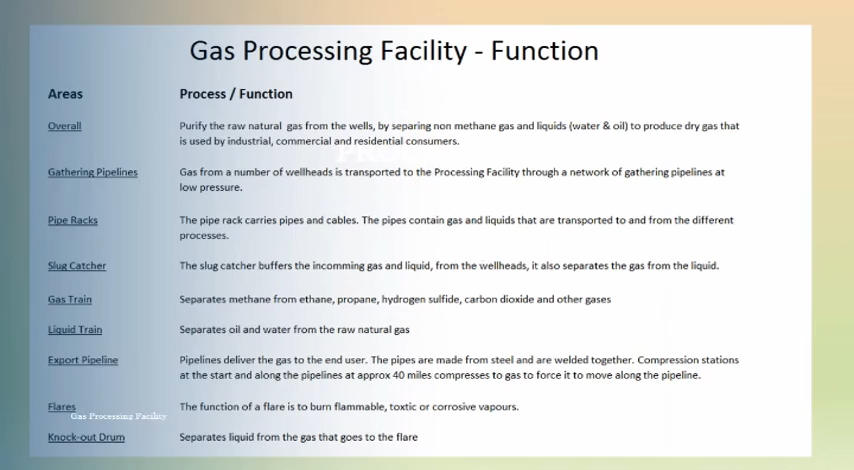 Gas Processing Facility - Function
Areas Process / Function
Overall Purify the raw natural gas from the wells, by separing non methane gas and liquids (water & oil) to produce dry gas that
is used by industrial, commercial and residential consumers.
Gathering Pipelines Gas from a number of wellheads is transported to the Processing Facility through a network of gathering pipelines at
low pressure.
Pipe Racks The pipe rack carries pipes and cables. The pipes contain gas and liquids that are transported to and from the different
processes.
Slug Catcher The slug catcher buffers the incomming gas and liquid, from the wellheads, it also separates the gas from the liquid.
Gas Train Separates methane from ethane, propane, hydrogen sulfide, carbon dioxide and other gases
Liquid Train Separates oil and water from the raw natural gas
Export Pipeline Pipelines deliver the gas to the end user. The pipes are made from steel and are welded together. Compression stations
at the start and along the pipelines at approx 40 miles compresses to gas to force it to move along the pipeline.
Flares The function of a flare is to burn flammable, toxtic or corrosive vapours.
Gas Processing Facility
Knock-out Drum Separates liquid from the gas that goes to the flare